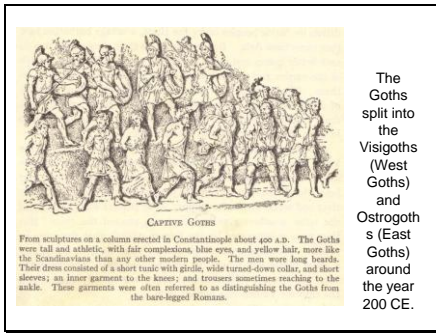 CAPTIVE GOTHS
From sculptures on a column erected in Constantinople about 400 A.D. The Goths
were tall and athletic, with fair complexions, blue eyes, and yellow hair, more like
the Scandinavians than any other modern people. The men wore long beards.
Their dress consisted of a short tunic with girdle, wide turned-down collar, and short
sleeves; an inner garment to the knees; and trousers sometimes reaching to the
ankle. These garments were often referred to as distinguishing the Goths from
the bare-legged Romans.
The
Goths
split into
the
Visigoths
(West
Goths)
and
Ostrogoth
s (East
Goths)
around
the year
200 CE.